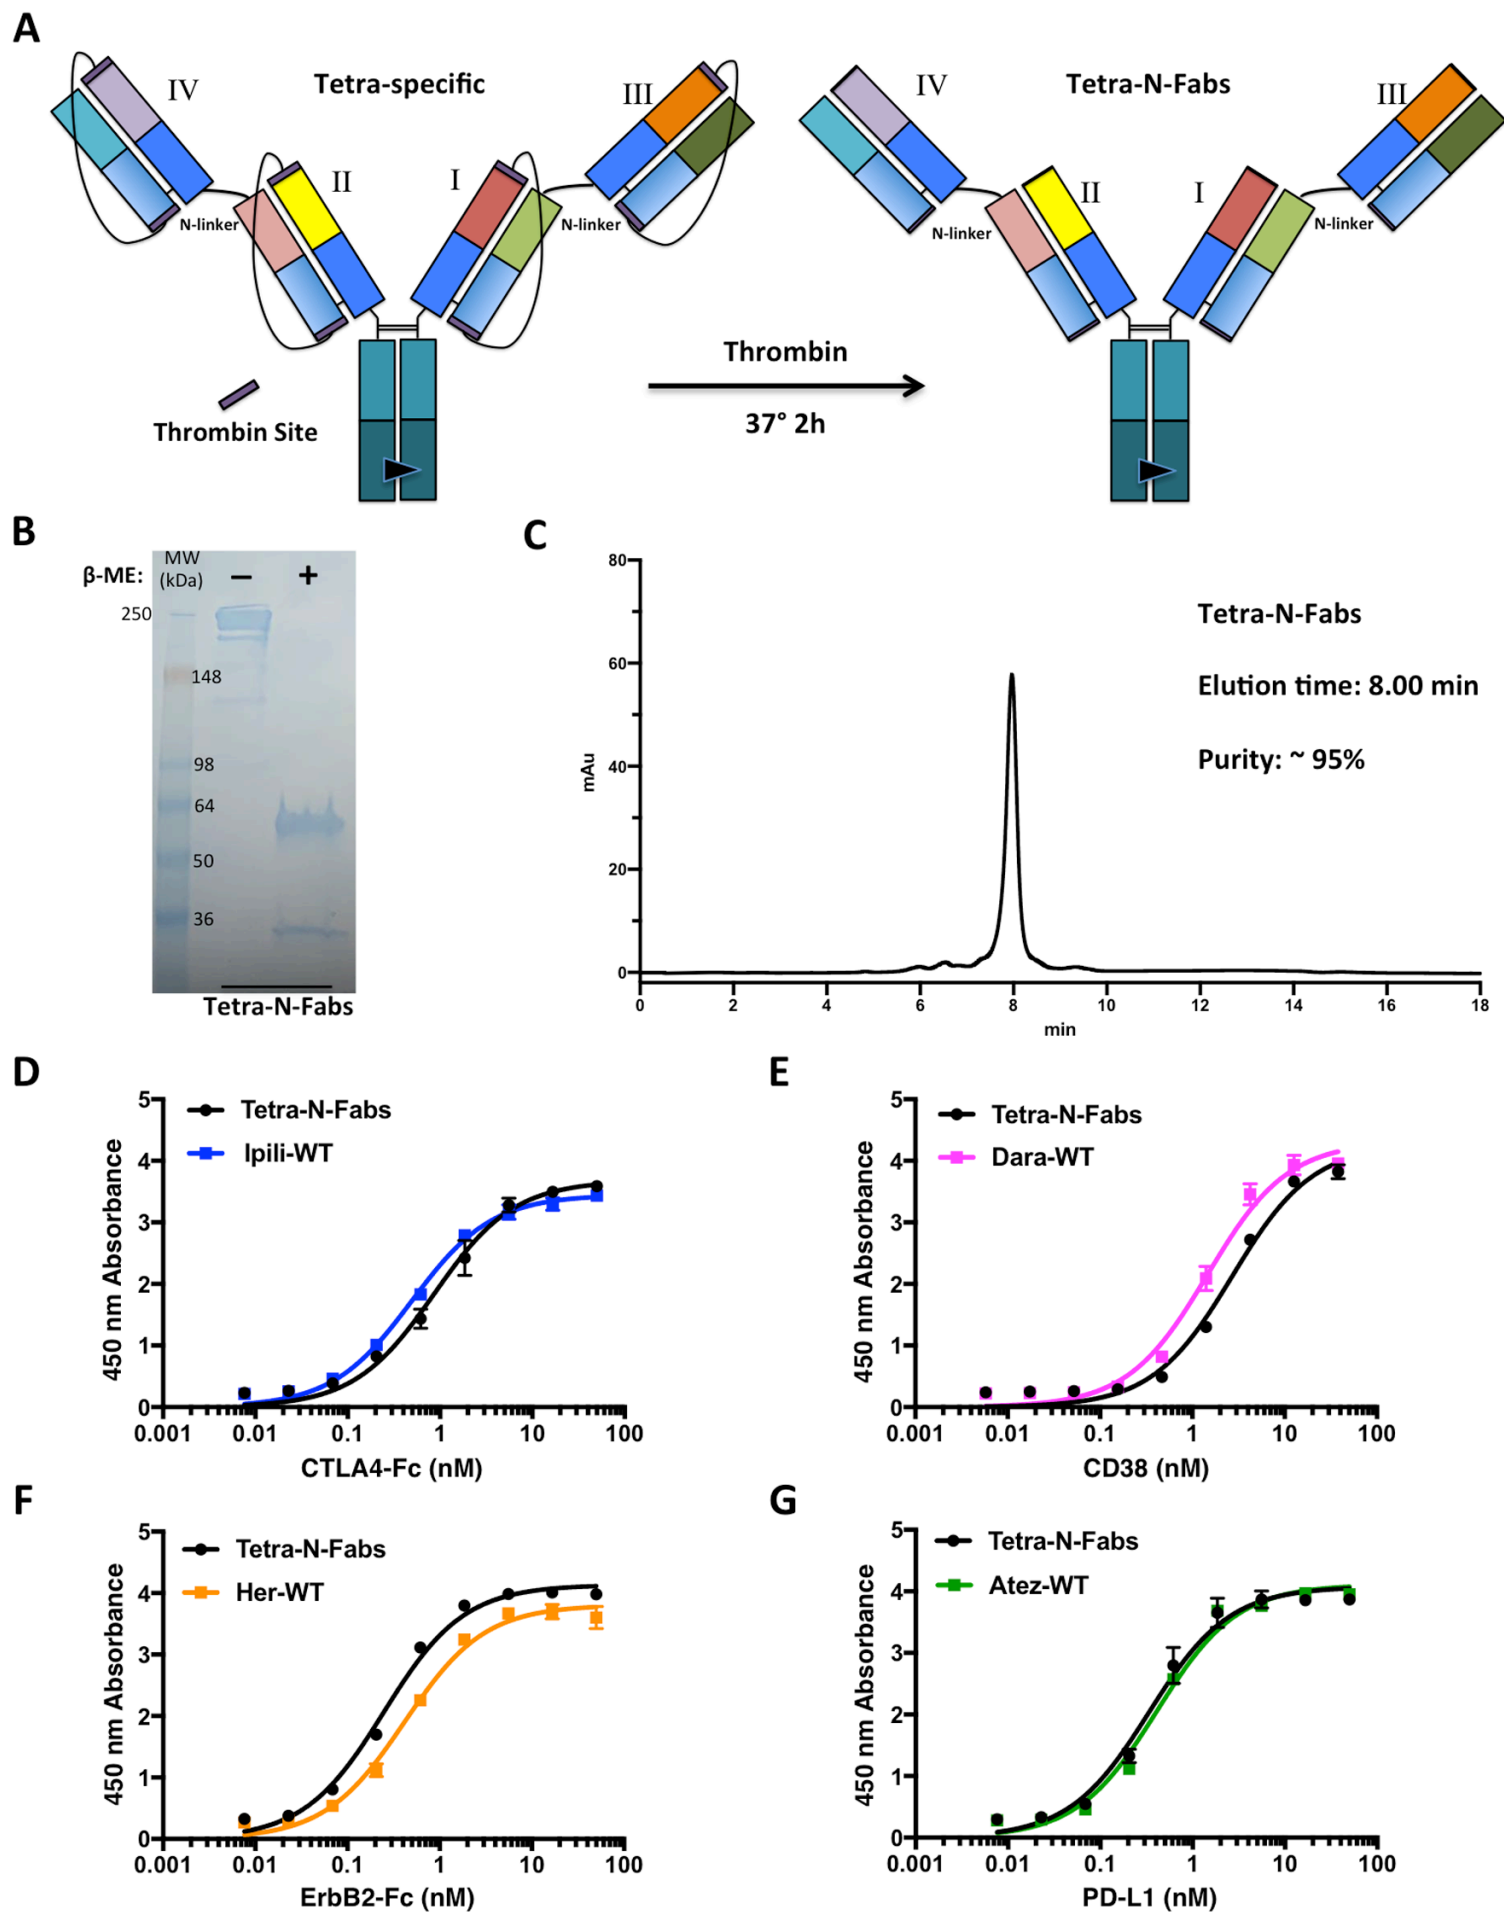 A
IV
Tetra-specific
III
II
I
N-linker
N-linker
Thrombin Site
Thrombin
37° 2h
IV
Tetra-N-Fabs
III
II
I
N-linker
N-linker
B
MW
(kDa)
β-ME:
–
+
250
148
98
64
50
36
Tetra-N-Fabs
C
80
60
40
20
0
mAu
0 2 4 6 8 10 12 14 16 18
min
Tetra-N-Fabs
Elution time: 8.00 min
Purity: ~ 95%
D
5
4
3
2
1
0
450 nm Absorbance
Tetra-N-Fabs
Ipili-WT
0.001 0.01 0.1 1 10 100
CTLA4-Fc (nM)
E
5
4
3
2
1
0
450 nm Absorbance
Tetra-N-Fabs
Dara-WT
0.001 0.01 0.1 1 10 100
CD38 (nM)
F
5
4
3
2
1
0
450 nm Absorbance
Tetra-N-Fabs
Her-WT
0.001 0.01 0.1 1 10 100
ErbB2-Fc (nM)
G
5
4
3
2
1
0
450 nm Absorbance
Tetra-N-Fabs
Atez-WT
0.001 0.01 0.1 1 10 100
PD-L1 (nM)